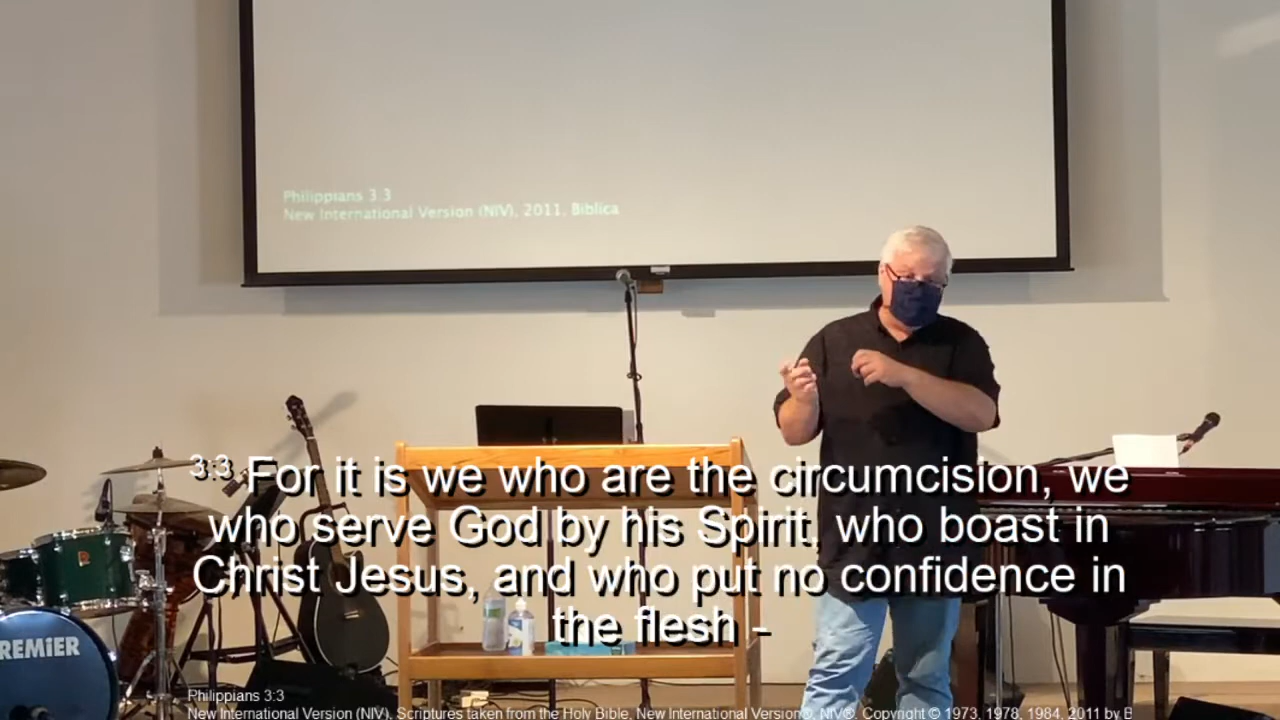 Philippians 3:3
New International Version (NIV), 2011, Biblica
3:3 For it is we who are the circumcision, we
who serve God by his Spirit, who boast in
Christ Jesus, and who put no confidence in
the flesh -
PREMiER
Philippians 3:3
New International Version (NIV), Scriptures taken from the Holy Bible, New International Version®, NIV®. Copyright © 1973, 1978, 1984, 2011 by B